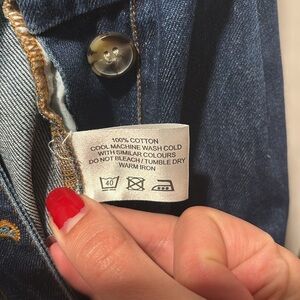 100% COTTON
COOL MACHINE WASH COLD
WITH SIMILAR COLOURS
DO NOT BLEACH / TUMBLE DRY
WARM IRON
40